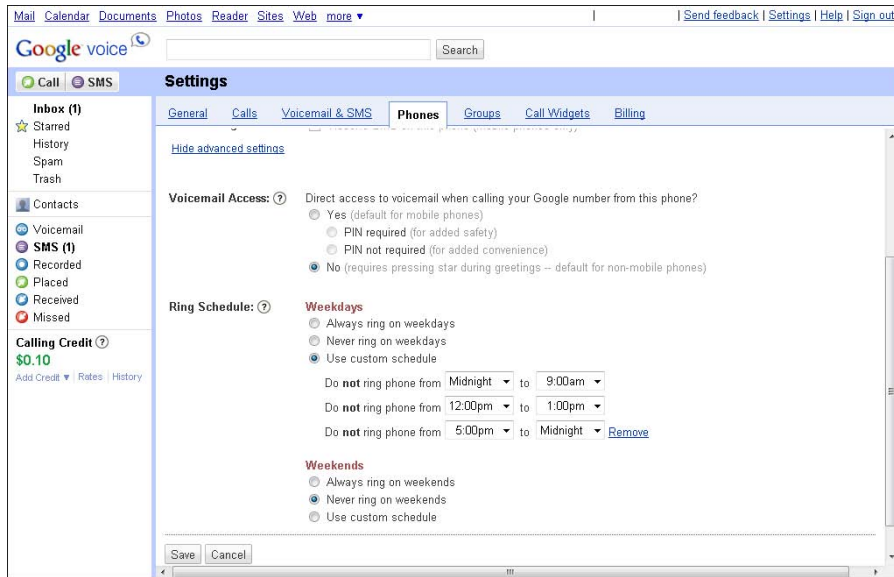 Mail Calendar Documents Photos Reader Sites Web more ▼ | | Send feedback | Settings | Help | Sign out
Google voice
Search
Call SMS
Settings
Inbox (1)
Starred
History
Spam
Trash
Contacts
Voicemail
SMS (1)
Recorded
Placed
Received
Missed
Calling Credit ?
$0.10
Add Credit ▼ | Rates | History
General Calls Voicemail & SMS Phones Groups Call Widgets Billing
Hide advanced settings
Voicemail Access: ? Direct access to voicemail when calling your Google number from this phone?
Yes (default for mobile phones)
PIN required (for added safety)
PIN not required (for added convenience)
No (requires pressing star during greetings -- default for non-mobile phones)
Ring Schedule: ? Weekdays
Always ring on weekdays
Never ring on weekdays
Use custom schedule
Do not ring phone from Midnight to 9:00am
Do not ring phone from 12:00pm to 1:00pm
Do not ring phone from 5:00pm to Midnight Remove
Weekends
Always ring on weekends
Never ring on weekends
Use custom schedule
Save Cancel